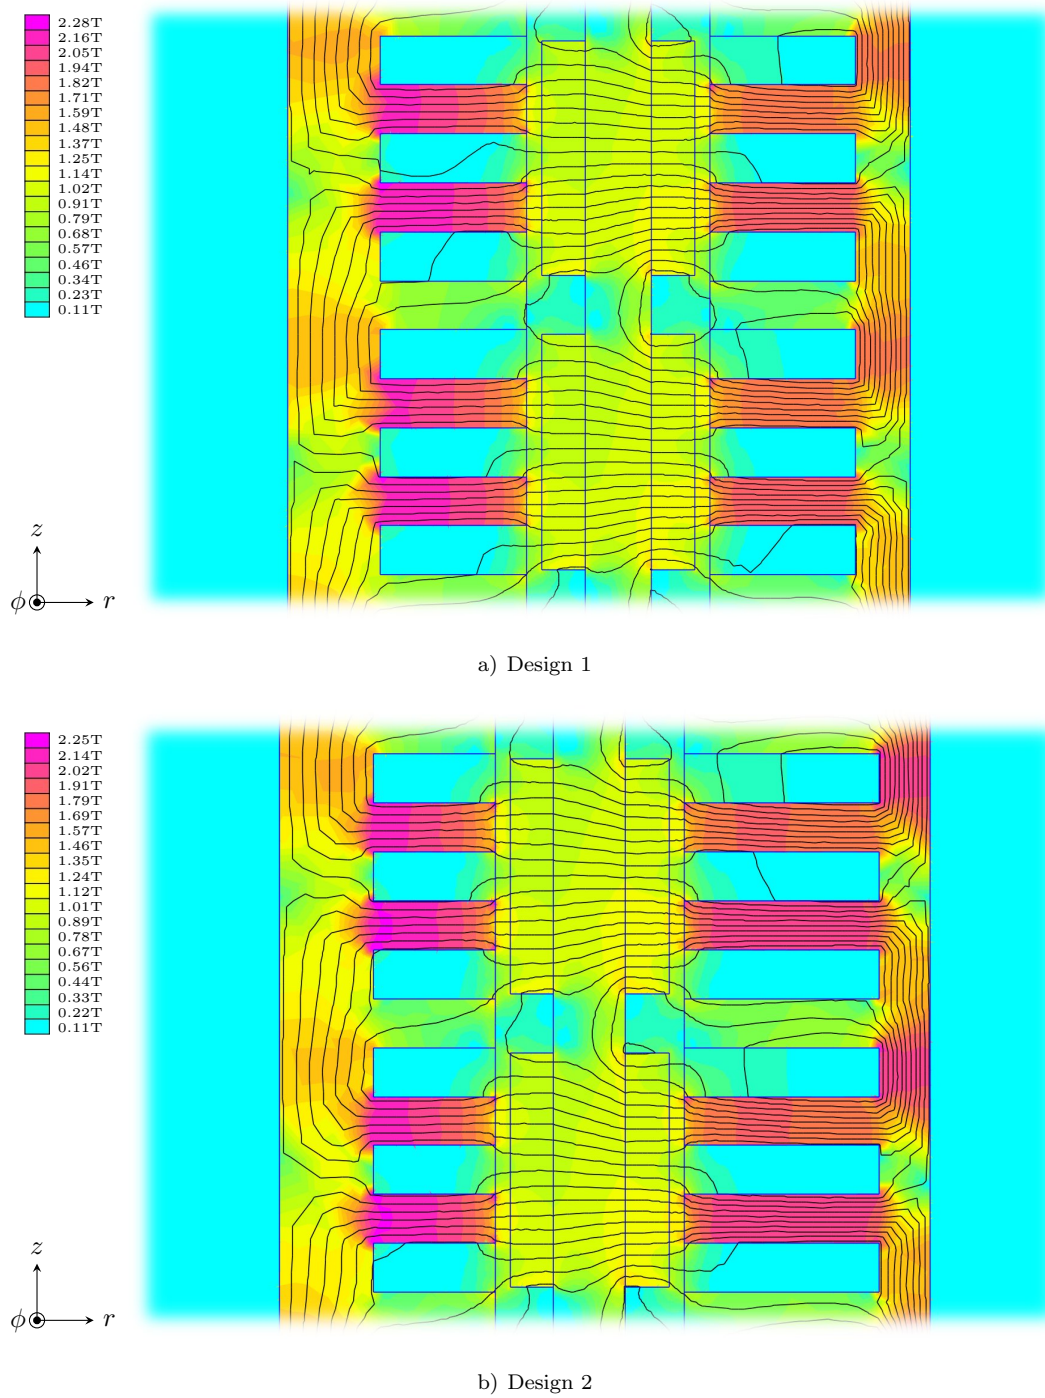 2.28T
2.16T
2.05T
1.94T
1.82T
1.71T
1.59T
1.48T
1.37T
1.25T
1.14T
1.02T
0.91T
0.79T
0.68T
0.57T
0.46T
0.34T
0.23T
0.11T
z
ϕ r
a) Design 1
2.25T
2.14T
2.02T
1.91T
1.79T
1.69T
1.57T
1.46T
1.35T
1.24T
1.12T
1.01T
0.89T
0.78T
0.67T
0.56T
0.44T
0.33T
0.22T
0.11T
z
ϕ r
b) Design 2